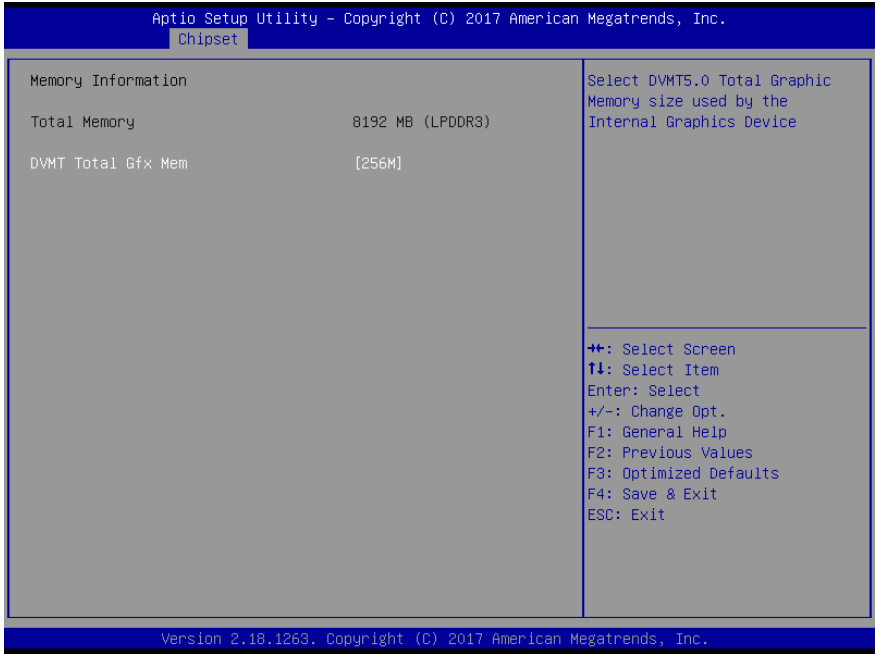 Aptio Setup Utility – Copyright (C) 2017 American Megatrends, Inc.
Chipset
Memory Information
Total Memory 8192 MB (LPDDR3)
DVMT Total Gfx Mem [256M]
Select DVMT5.0 Total Graphic
Memory size used by the
Internal Graphics Device
→←: Select Screen
↑↓: Select Item
Enter: Select
+/-: Change Opt.
F1: General Help
F2: Previous Values
F3: Optimized Defaults
F4: Save & Exit
ESC: Exit
Version 2.18.1263. Copyright (C) 2017 American Megatrends, Inc.